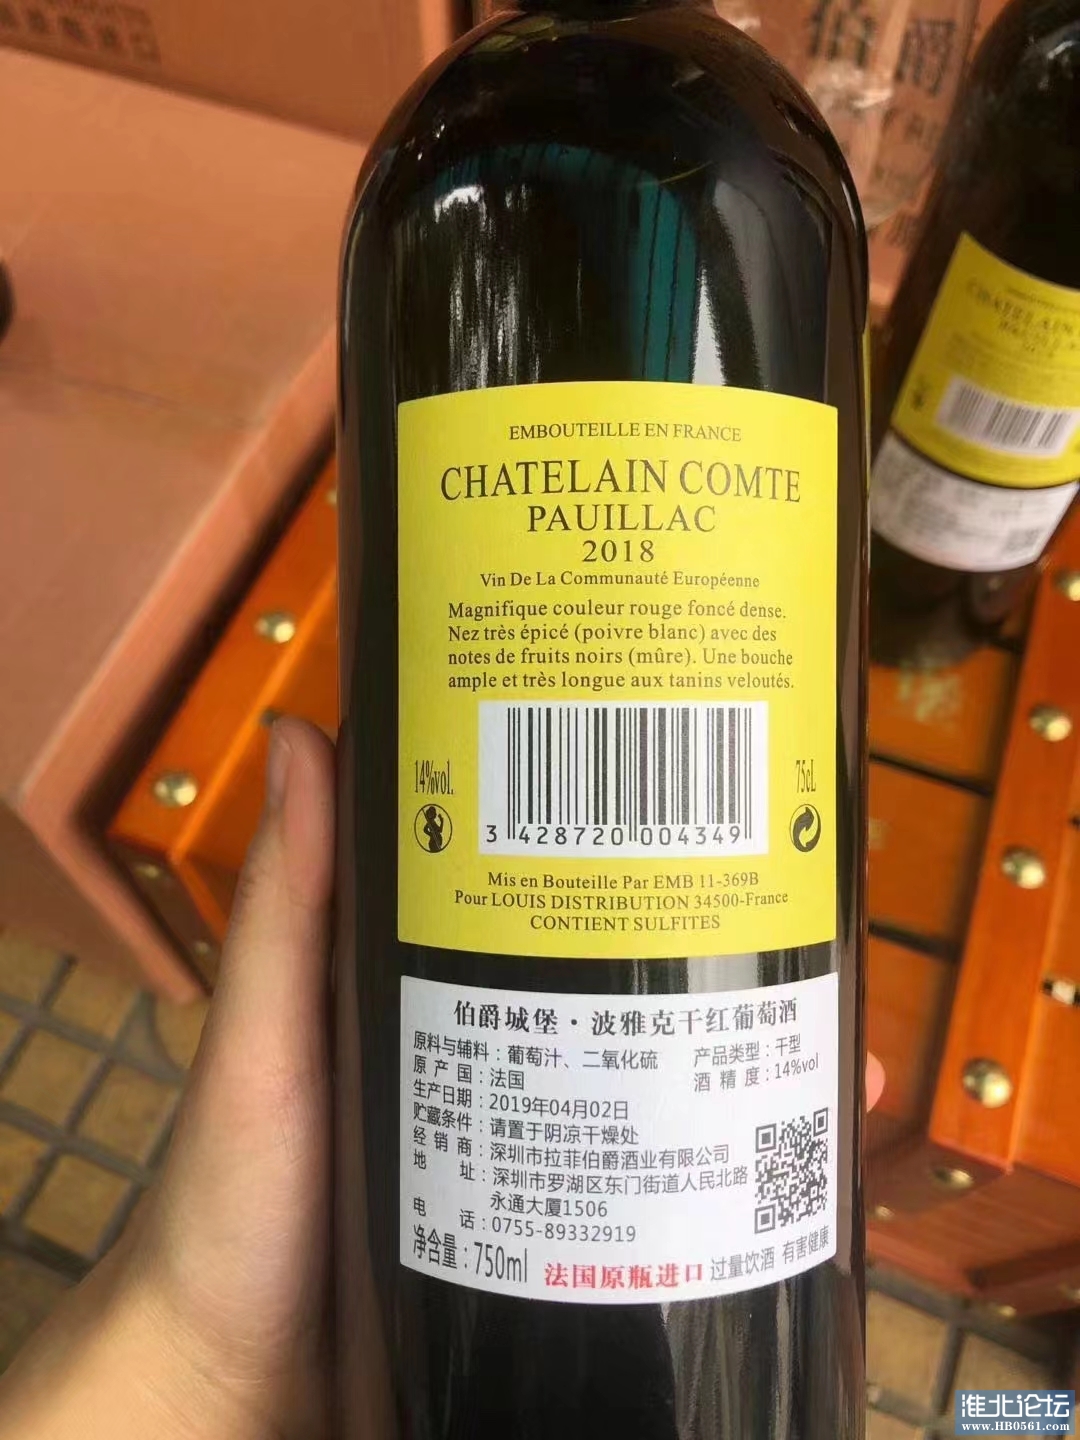 伯爵
EMBOUTEILLE EN FRANCE
CHATELAIN COMTE
PAUILLAC
2018
Vin De La Communauté Européenne
Magnifique couleur rouge foncé dense.
Nez très épicé (poivre blanc) avec des
notes de fruits noirs (mûre). Une bouche
ample et très longue aux tanins veloutés.
14%vol.
75cL
3 428720 004349
Mis en Bouteille Par EMB 11-369B
Pour LOUIS DISTRIBUTION 34500-France
CONTIENT SULFITES
伯爵城堡·波雅克干红葡萄酒
原料与辅料：葡萄汁、二氧化硫 产品类型：干型
原产国：法国 酒精度：14%vol
生产日期：2019年04月02日
贮藏条件：请置于阴凉干燥处
经销商：深圳市拉菲伯爵酒业有限公司
地址：深圳市罗湖区东门街道人民北路
永通大厦1506
电话：0755-89332919
净含量：750ml 法国原瓶进口 过量饮酒 有害健康
CHATELAIN
淮北论坛
www.HB0561.com